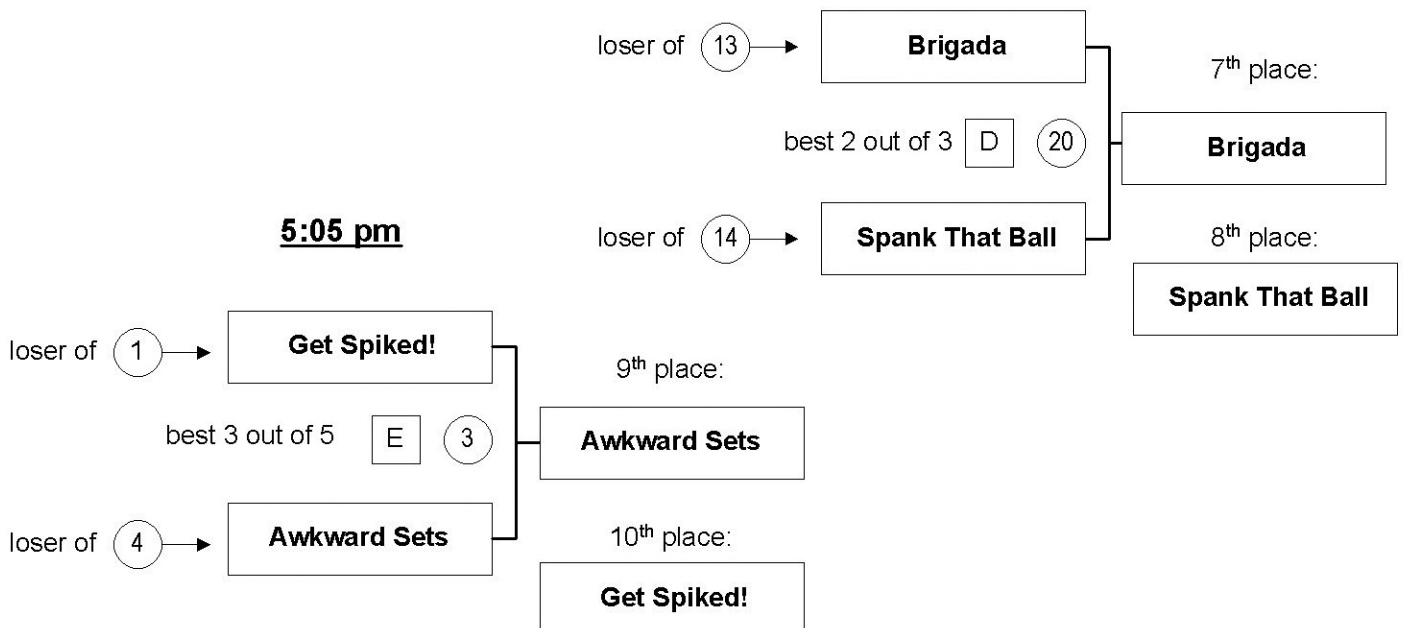 loser of 13 Brigada
7th place:
best 2 out of 3 D 20
Brigada
5:05 pm
loser of 14 Spank That Ball
8th place:
Spank That Ball
loser of 1 Get Spiked!
9th place:
best 3 out of 5 E 3
Awkward Sets
loser of 4 Awkward Sets
10th place:
Get Spiked!